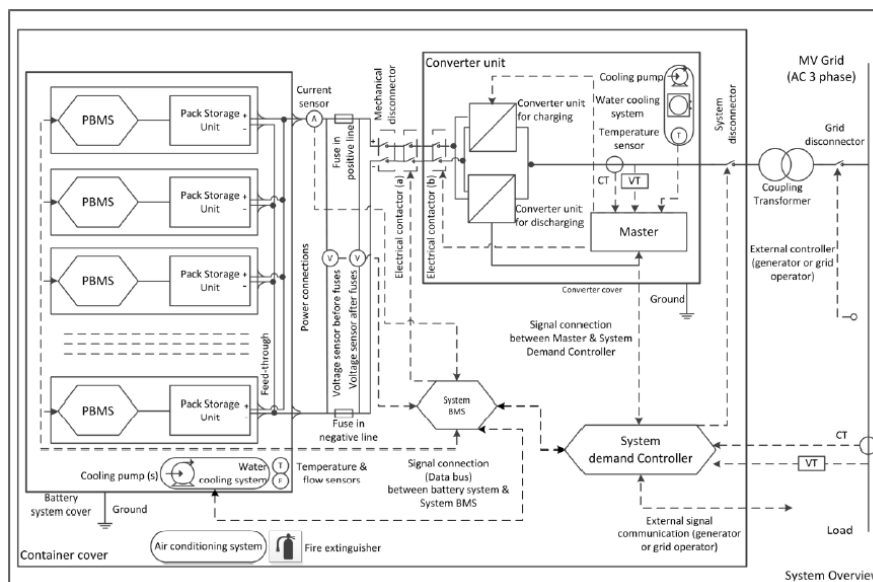 Converter unit
Cooling pump
Water cooling
system
Temperature
sensor
Converter unit
for charging
Converter unit
for discharging
CT
VT
Master
Converter cover
Ground
MV Grid
(AC 3 phase)
System
disconnector
Grid
disconnector
Coupling
Transformer
External controller
(generator or grid
operator)
PBMS
Pack Storage
Unit
+
-
PBMS
Pack Storage
Unit
+
-
PBMS
Pack Storage
Unit
+
-
PBMS
Pack Storage
Unit
+
-
Feed-through
Power connections
Current
sensor
A
Fuse in
positive line
Mechanical
disconnector
+
-
Electrical contactor (a)
Electrical contactor (b)
V
V
Voltage sensor before fuses
Voltage sensor after fuses
Fuse in
negative line
Signal connection
between Master & System
Demand Controller
System
BMS
System
demand Controller
CT
VT
Cooling pump (s)
Water
cooling system
T
F
T
Temperature &
flow sensors
Signal connection
(Data bus)
between battery system &
System BMS
Battery
system cover
Ground
External signal
communication (generator
or grid operator)
Load
Air conditioning system
Fire extinguisher
Container cover
System Overview